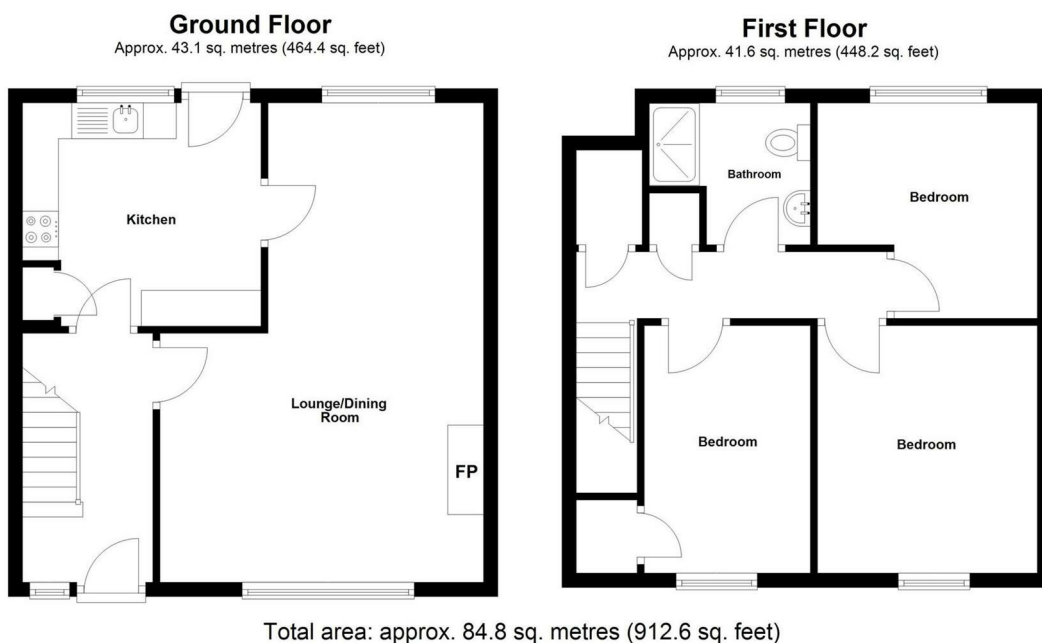 Ground Floor
Approx. 43.1 sq. metres (464.4 sq. feet)
Kitchen
Lounge/Dining
Room
FP
First Floor
Approx. 41.6 sq. metres (448.2 sq. feet)
Bathroom
Bedroom
Bedroom
Bedroom
Total area: approx. 84.8 sq. metres (912.6 sq. feet)